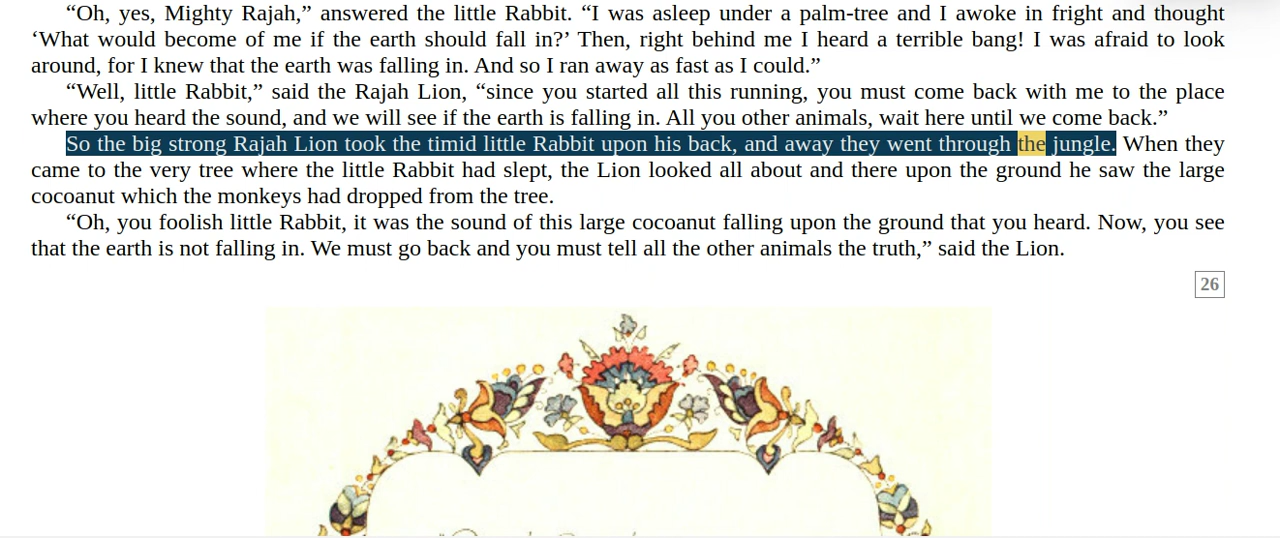 “Oh, yes, Mighty Rajah,” answered the little Rabbit. “I was asleep under a palm-tree and I awoke in fright and thought
‘What would become of me if the earth should fall in?’ Then, right behind me I heard a terrible bang! I was afraid to look
around, for I knew that the earth was falling in. And so I ran away as fast as I could.”
“Well, little Rabbit,” said the Rajah Lion, “since you started all this running, you must come back with me to the place
where you heard the sound, and we will see if the earth is falling in. All you other animals, wait here until we come back.”
So the big strong Rajah Lion took the timid little Rabbit upon his back, and away they went through the jungle. When they
came to the very tree where the little Rabbit had slept, the Lion looked all about and there upon the ground he saw the large
cocoanut which the monkeys had dropped from the tree.
“Oh, you foolish little Rabbit, it was the sound of this large cocoanut falling upon the ground that you heard. Now, you see
that the earth is not falling in. We must go back and you must tell all the other animals the truth,” said the Lion.
26